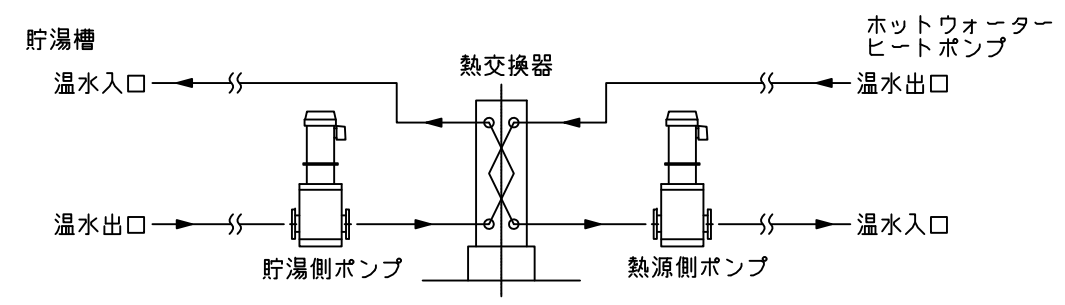 貯湯槽
温水入口
熱交換器
ホットウォーター
ヒートポンプ
温水出口
温水出口
貯湯側ポンプ
熱源側ポンプ
温水入口